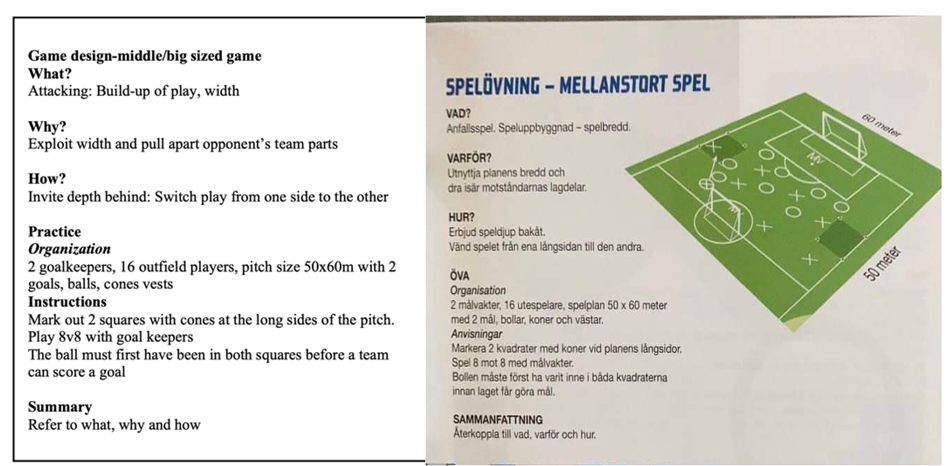 Game design-middle/big sized game
What?
Attacking: Build-up of play, width
Why?
Exploit width and pull apart opponent's team parts
How?
Invite depth behind: Switch play from one side to the other
Practice
Organization
2 goalkeepers, 16 outfield players, pitch size 50x60m with 2
goals, balls, cones vests
Instructions
Mark out 2 squares with cones at the long sides of the pitch.
Play 8v8 with goal keepers
The ball must first have been in both squares before a team
can score a goal
Summary
Refer to what, why and how
SPELÖVNING – MELLANSTORT SPEL
VAD?
Anfallsspel. Speluppbyggnad – spelbredd.
VARFÖR?
Utnyttja planens bredd och
dra isär motståndarnas lagdelar.
HUR?
Erbjud speldjup bakåt.
Vänd spelet från ena långsidan till den andra.
ÖVA
Organisation
2 målvakter, 16 utespelare, spelplan 50 x 60 meter
med 2 mål, bollar, koner och västar.
Anvisningar
Markera 2 kvadrater med koner vid planens långsidor.
Spel 8 mot 8 med målvakter.
Bollen måste först ha varit inne i båda kvadraterna
innan laget får göra mål.
SAMMANFATTNING
Återkoppla till vad, varför och hur.
60 meter
MV
50 meter